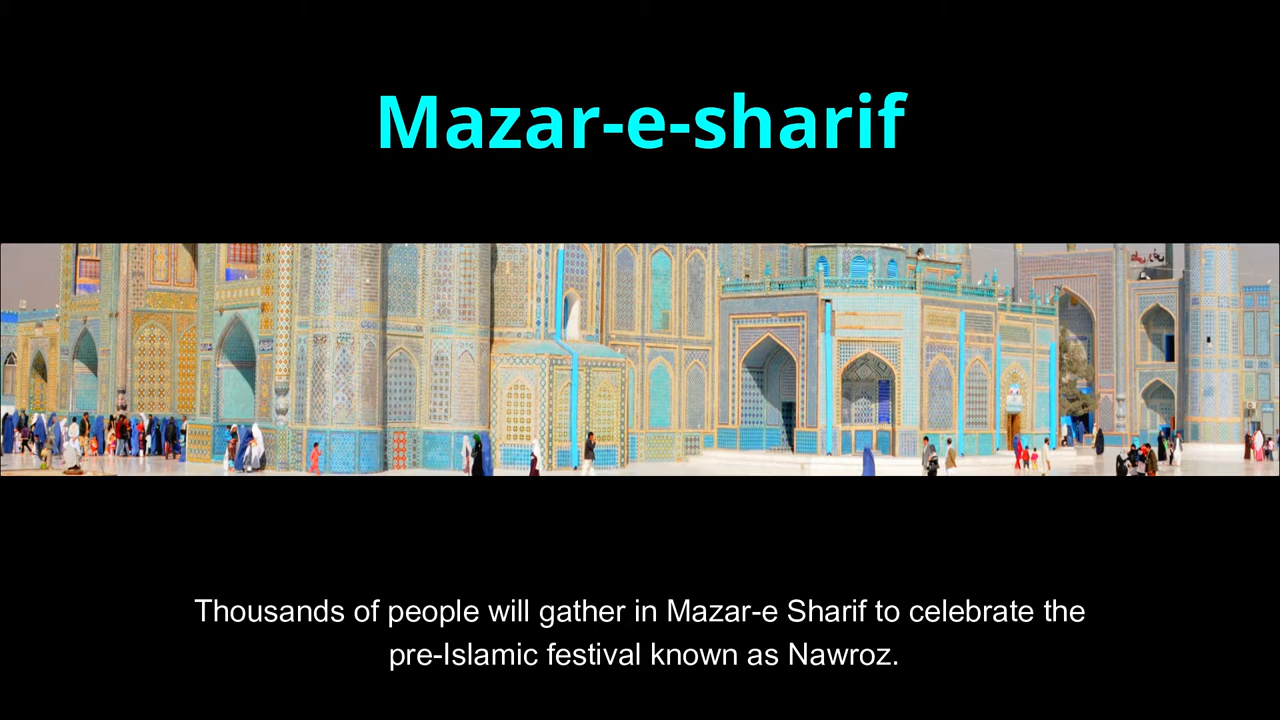 Mazar-e-sharif
Thousands of people will gather in Mazar-e Sharif to celebrate the
pre-Islamic festival known as Nawroz.